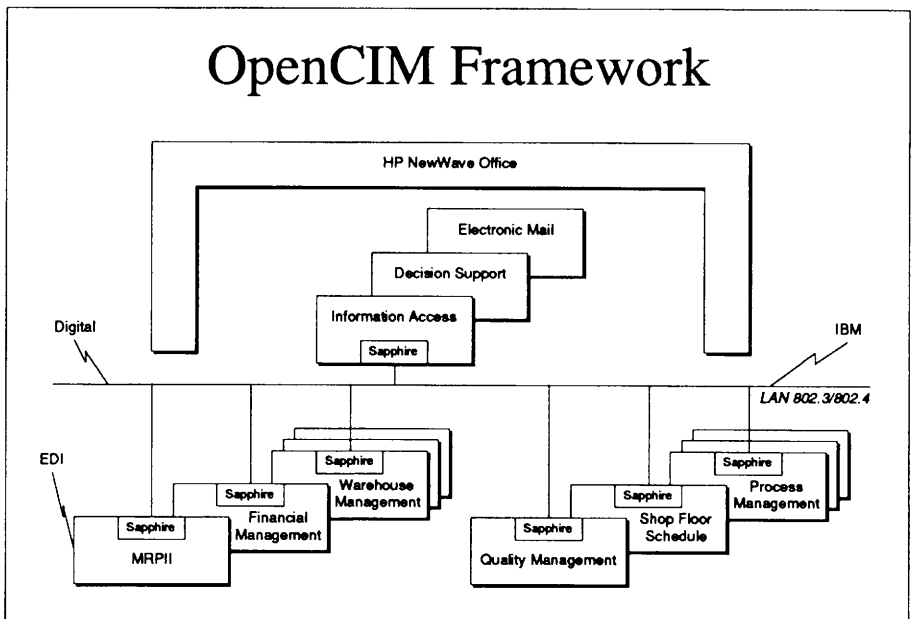 OpenCIM Framework
HP NewWave Office
Electronic Mail
Decision Support
Information Access
Sapphire
Digital
IBM
LAN 802.3/802.4
EDI
Sapphire
Warehouse
Management
Sapphire
Financial
Management
Sapphire
MRPII
Sapphire
Process
Management
Sapphire
Shop Floor
Schedule
Sapphire
Quality Management